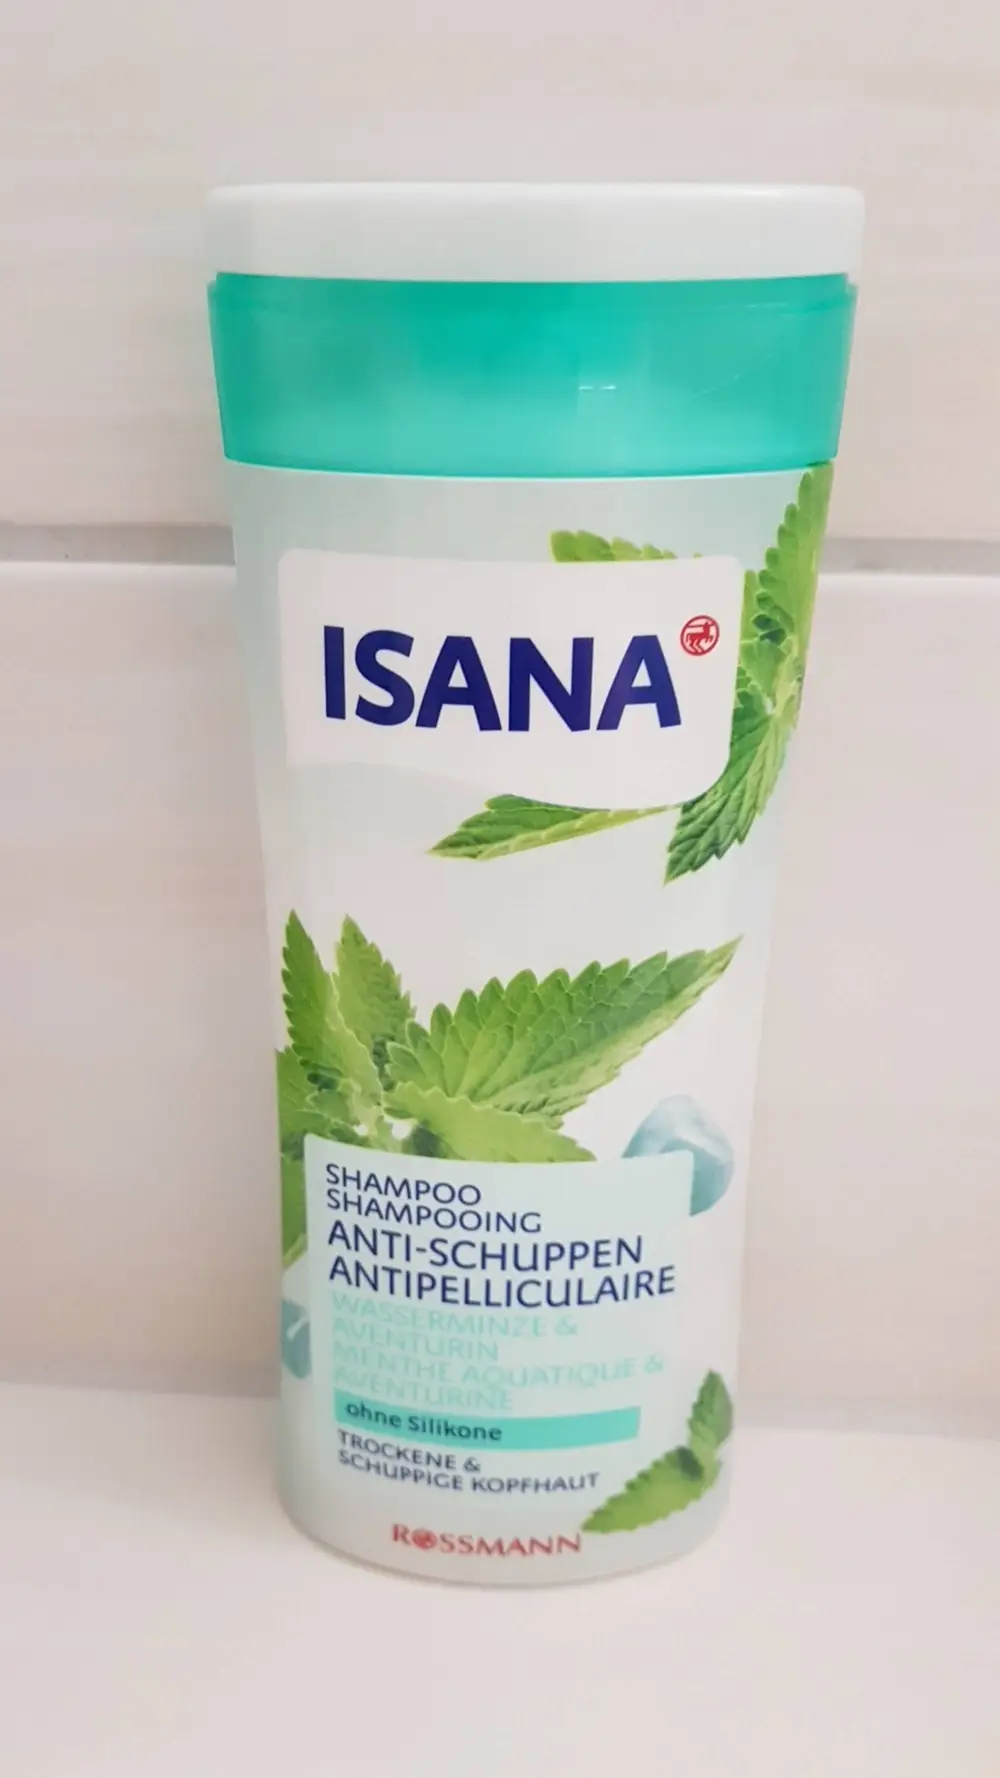 ISANA
SHAMPOO
SHAMPOOING
ANTI-SCHUPPEN
ANTIPELLICULAIRE
WASSERMINZE &
AVENTURIN
MENTHE AQUATIQUE &
AVENTURINE
ohne Silikone
TROCKENE &
SCHUPPIGE KOPFHAUT
ROSSMANN